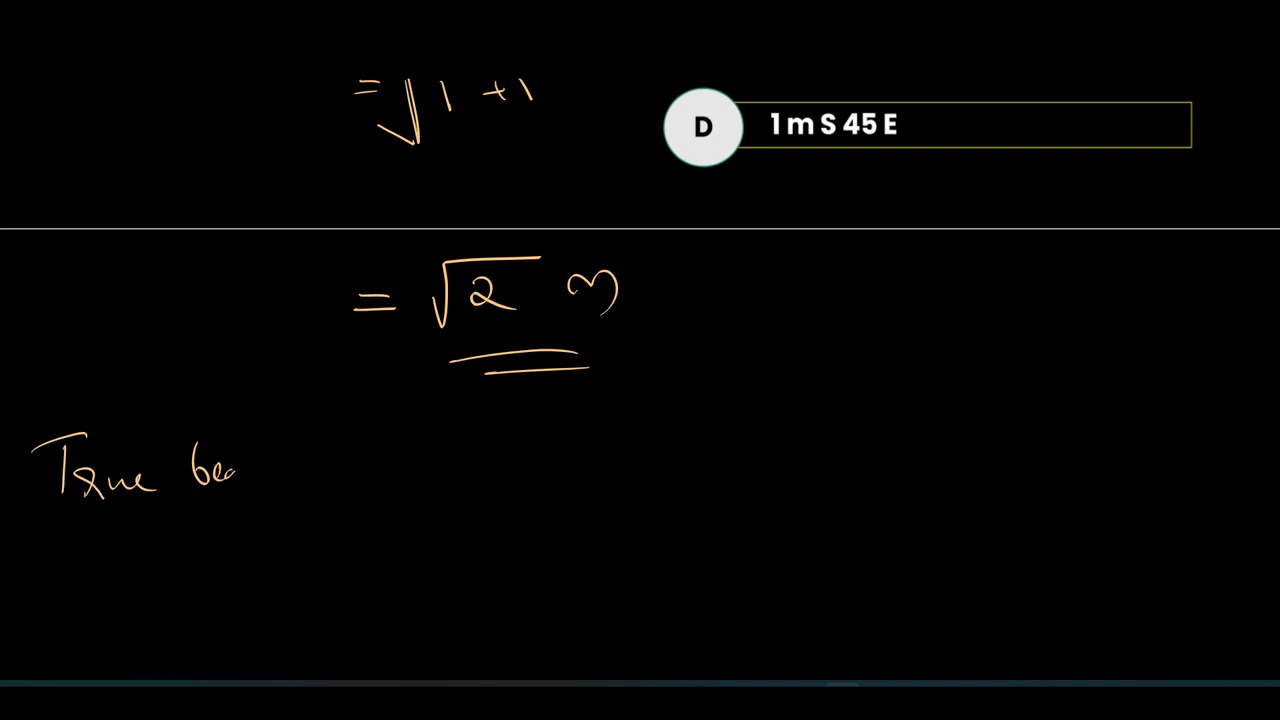 = √1 + 1
D 1 m S 45 E
= √2 m
True bea